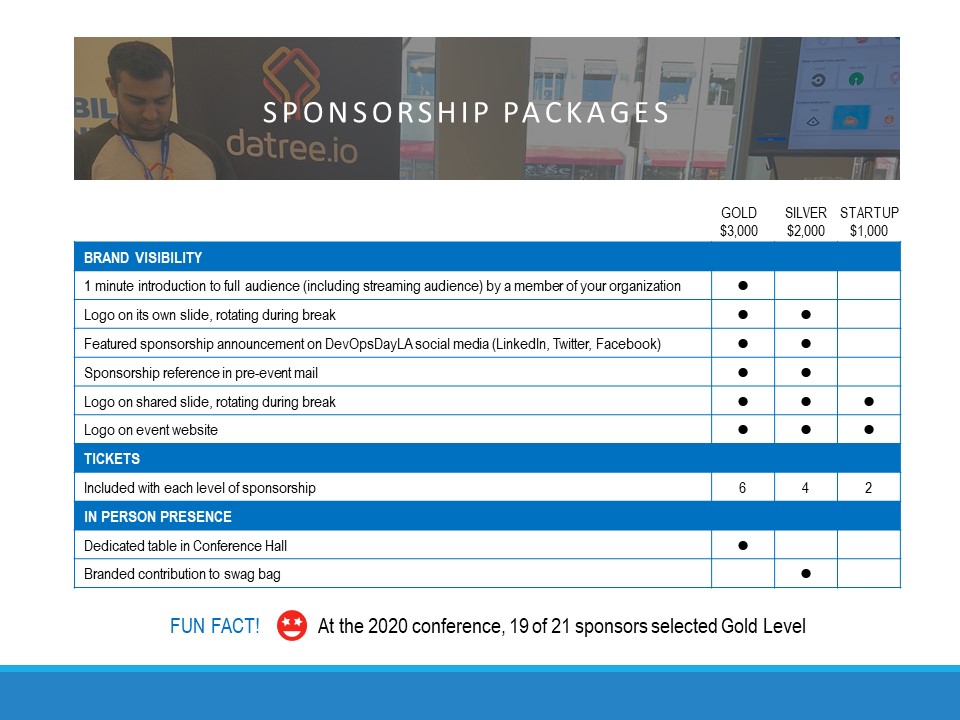 BIL
datree.io
SPONSORSHIP PACKAGES
GOLD SILVER STARTUP
$3,000 $2,000 $1,000
BRAND VISIBILITY
1 minute introduction to full audience (including streaming audience) by a member of your organization ●
Logo on its own slide, rotating during break ● ●
Featured sponsorship announcement on DevOpsDayLA social media (LinkedIn, Twitter, Facebook) ● ●
Sponsorship reference in pre-event mail ● ●
Logo on shared slide, rotating during break ● ● ●
Logo on event website ● ● ●
TICKETS
Included with each level of sponsorship 6 4 2
IN PERSON PRESENCE
Dedicated table in Conference Hall ●
Branded contribution to swag bag ●
FUN FACT! At the 2020 conference, 19 of 21 sponsors selected Gold Level